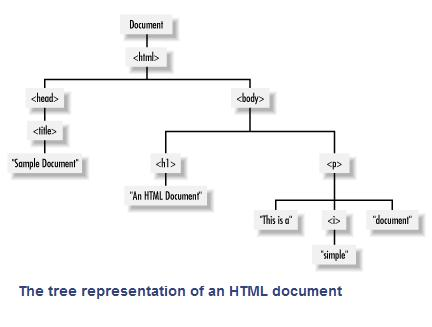 Document
<html>
<head> <body>
<title>
"Sample Document" <h1> <p>
"An HTML Document"
"This is a" <i> "document"
"simple"
The tree representation of an HTML document